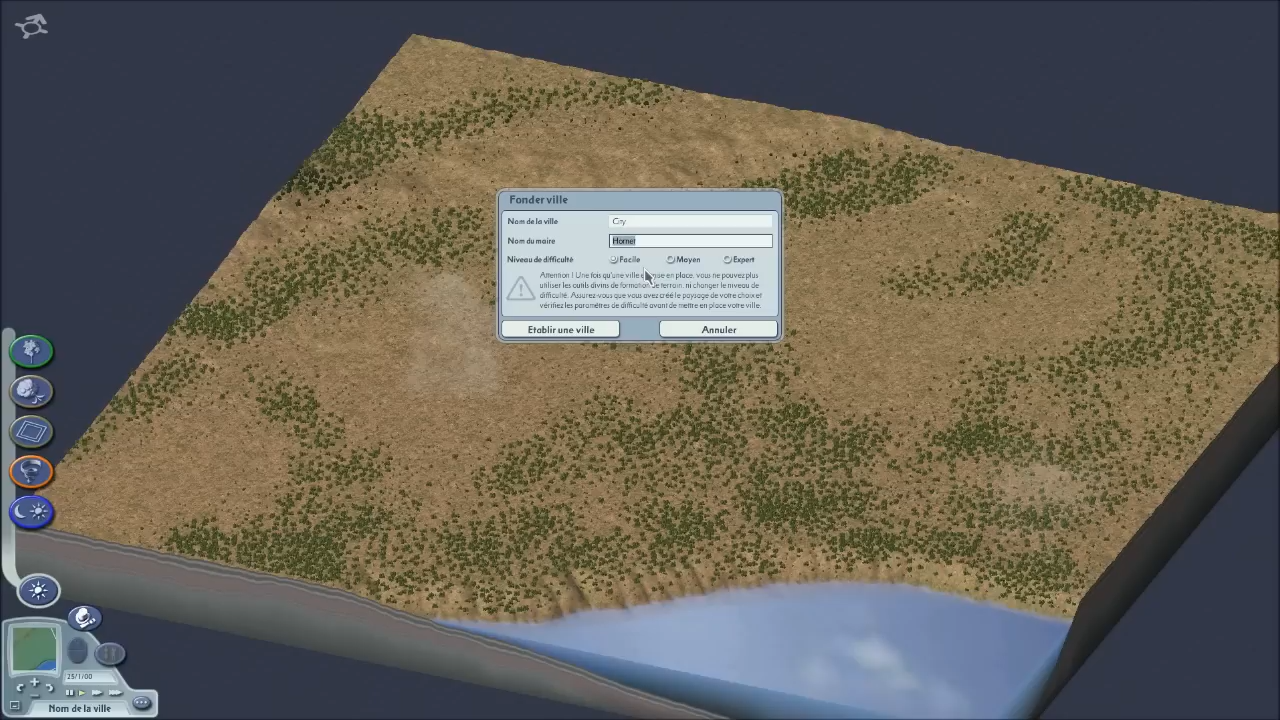 Fonder ville
Nom de la ville City
Nom du maire Homer
Niveau de difficulté Facile Moyen Expert
Attention ! Une fois qu'une ville en place, vous ne pouvez plus
utiliser les outils divins de formation de terrain, ni changer le niveau de
difficulté. Assurez-vous que vous avez créé le paysage de votre choix et
vérifiez les paramètres de difficulté avant de mettre en place votre ville.
Etablir une ville Annuler
25/1/00
Nom de la ville